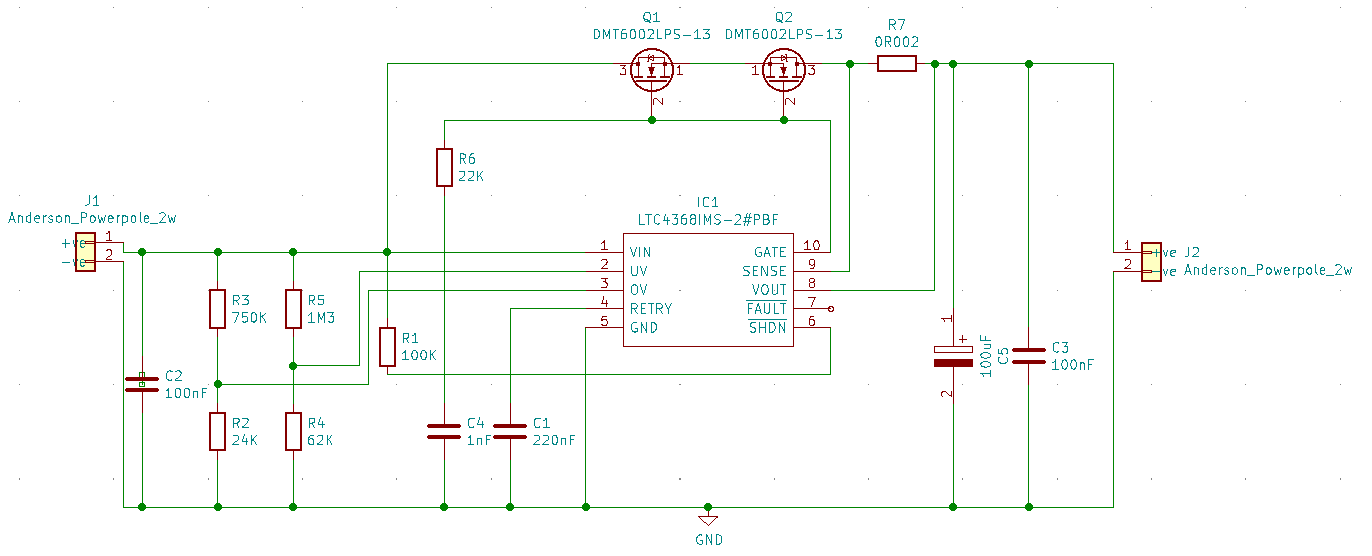 Q1
DMT6002LPS-13
3
1
2
Q2
DMT6002LPS-13
1
3
2
R7
0R002
R6
22K
J1
Anderson_Powerpole_2w
+ve
1
-ve
2
IC1
LTC4368IMS-2#PBF
1
VIN
2
UV
3
OV
4
RETRY
5
GND
GATE
10
SENSE
9
VOUT
8
FAULT
7
SHDN
6
1
+ve
J2
2
ve
Anderson_Powerpole_2w
R3
750K
R5
1M3
R1
100K
C2
100nF
R2
24K
R4
62K
C4
1nF
C1
220nF
1
+
100uF
C5
2
C3
100nF
GND